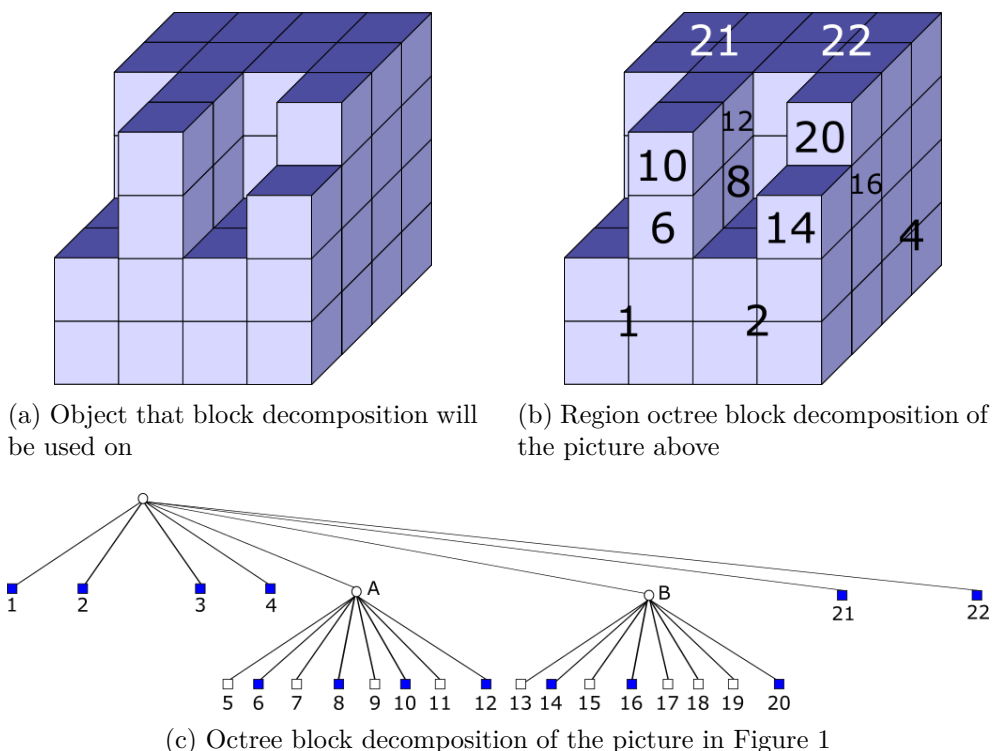 21 22
12
20
10
8 16
6 14 4
1 2
(a) Object that block decomposition will
be used on
(b) Region octree block decomposition of
the picture above
A B
1 2 3 4 21 22
5 6 7 8 9 10 11 12 13 14 15 16 17 18 19 20
(c) Octree block decomposition of the picture in Figure 1